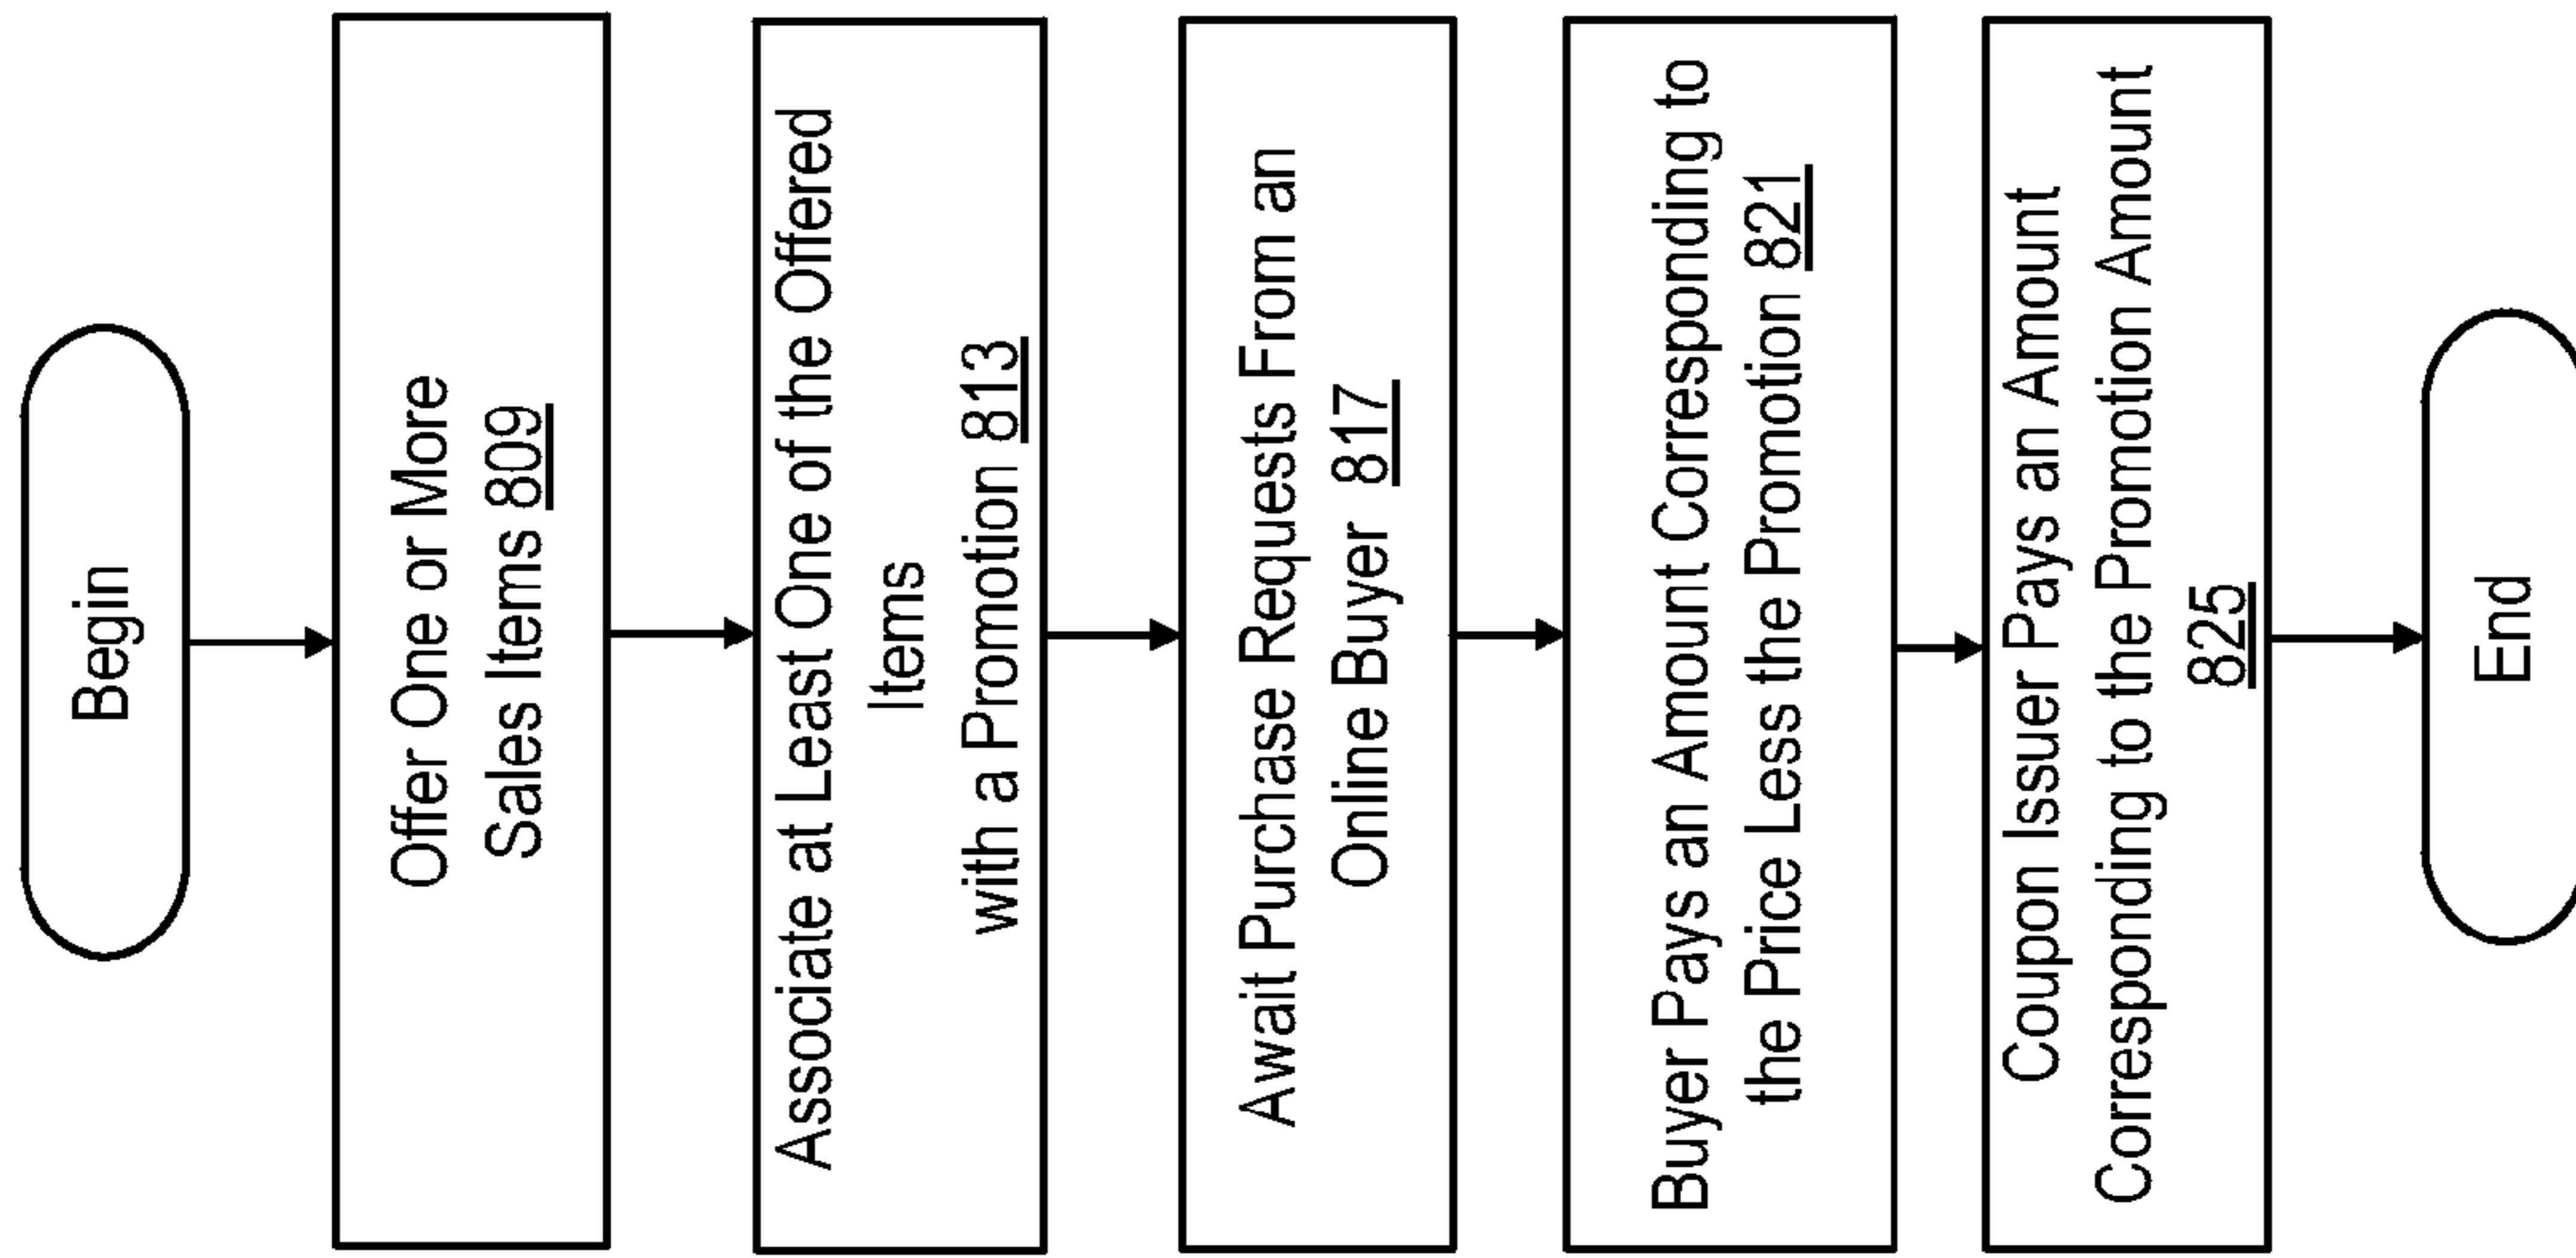 Begin
Offer One or More
Sales Items 809
Associate at Least One of the Offered
Items
with a Promotion 813
Await Purchase Requests From an
Online Buyer 817
Buyer Pays an Amount Corresponding to
the Price Less the Promotion 821
Coupon Issuer Pays an Amount
Corresponding to the Promotion Amount
825
End